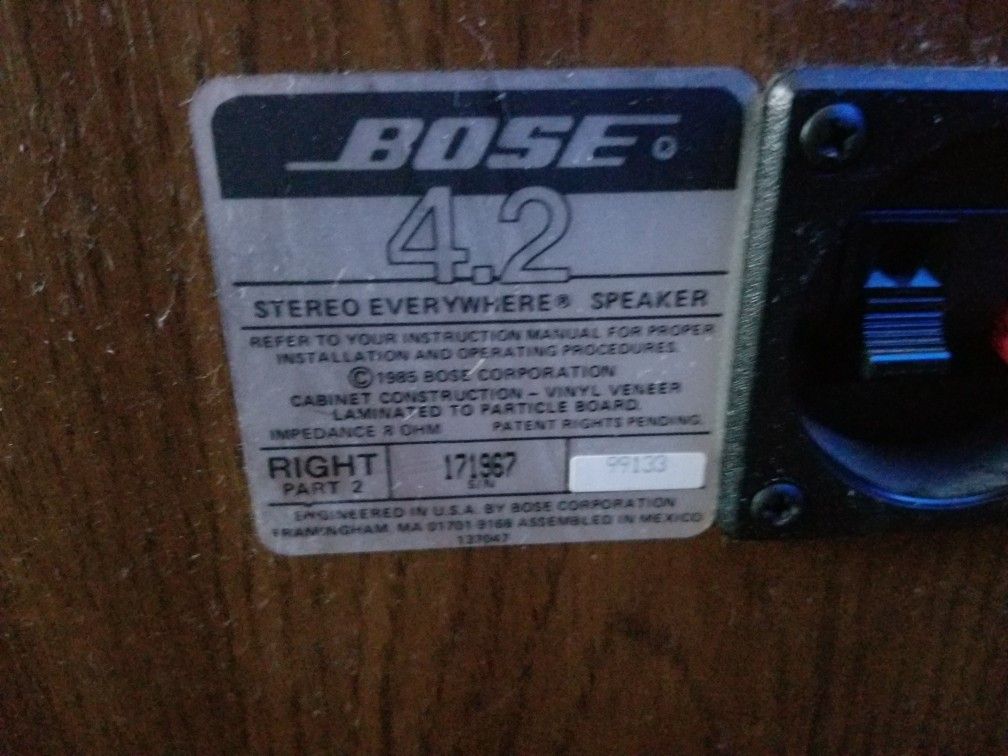 BOSE®
4.2
STEREO EVERYWHERE® SPEAKER
REFER TO YOUR INSTRUCTION MANUAL FOR PROPER
INSTALLATION AND OPERATING PROCEDURES.
© 1985 BOSE CORPORATION
CABINET CONSTRUCTION - VINYL VENEER
LAMINATED TO PARTICLE BOARD.
IMPEDANCE 8 OHM PATENT RIGHTS PENDING.
RIGHT 171967 99133
PART 2 S/N
ENGINEERED IN U.S.A. BY BOSE CORPORATION
FRAMINGHAM, MA 01701-9168 ASSEMBLED IN MEXICO
133047